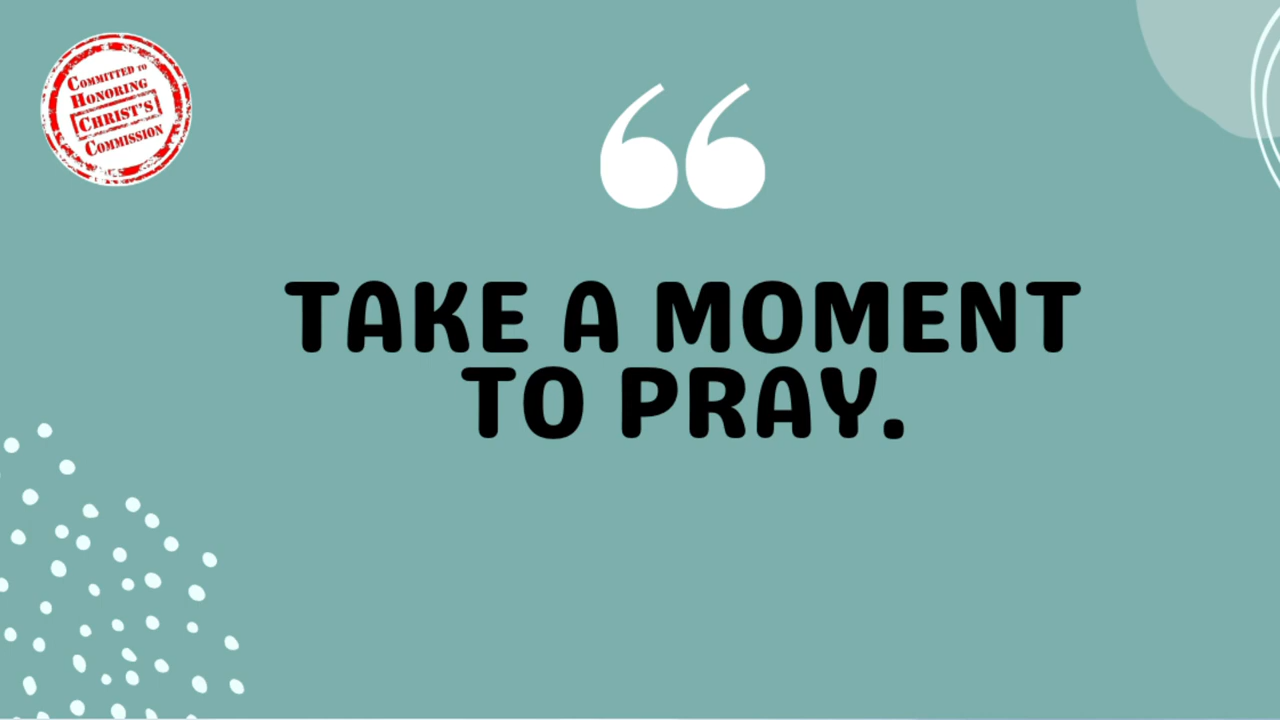 Committed to
Honoring
Christ's
Commission
“
TAKE A MOMENT
TO PRAY.